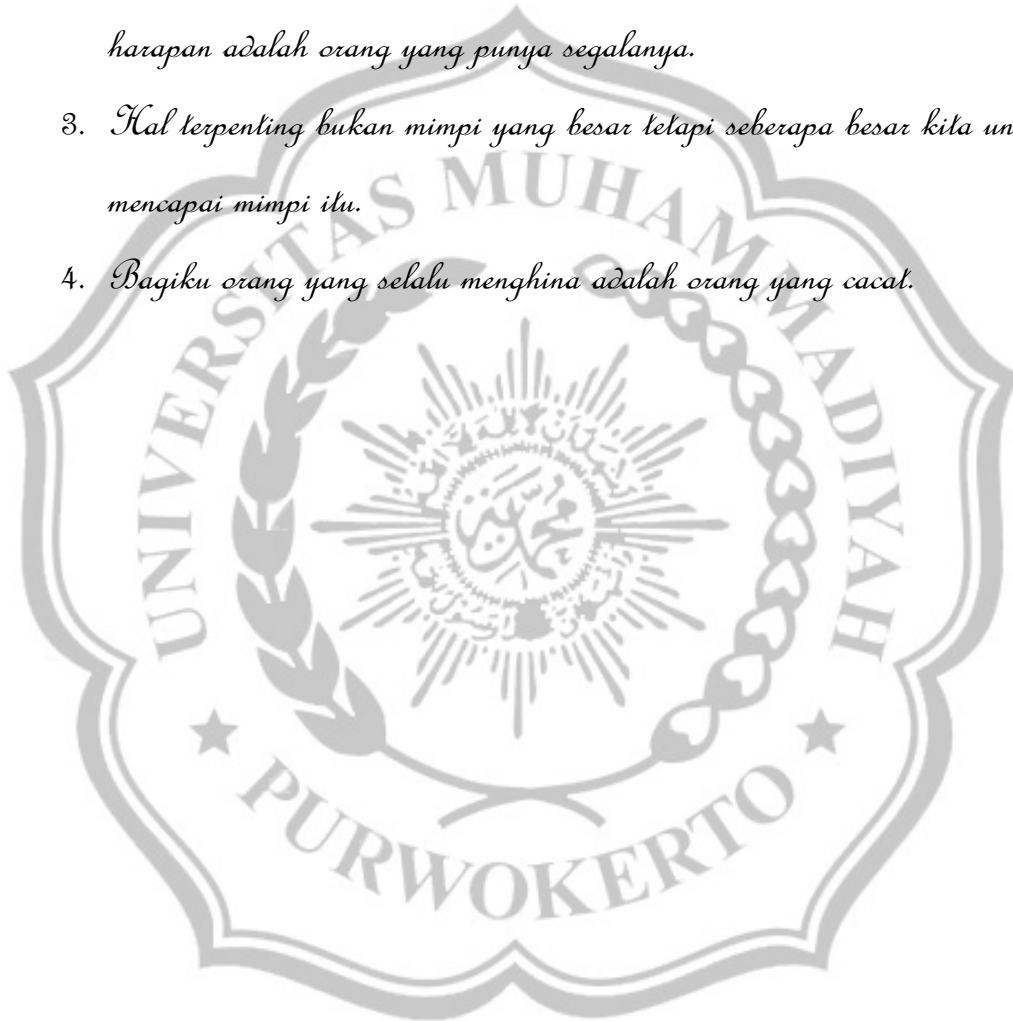 harapan adalah orang yang punya segalanya.
3. Hal terpenting bukan mimpi yang besar tetapi seberapa besar kita un
mencapai mimpi itu.
4. Bagiku orang yang selalu menghina adalah orang yang cacat.
UNIVERSITAS MUHAMMADIYAH
PURWOKERTO